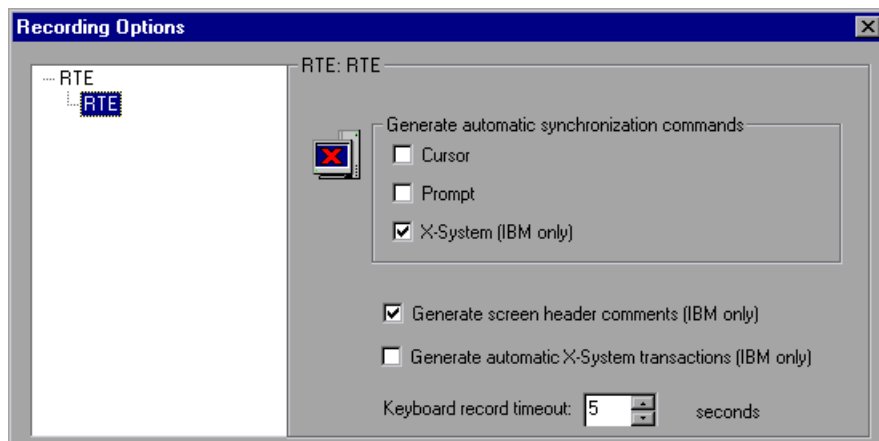 Recording Options
RTE
RTE
RTE: RTE
Generate automatic synchronization commands
Cursor
Prompt
X-System (IBM only)
Generate screen header comments (IBM only)
Generate automatic X-System transactions (IBM only)
Keyboard record timeout: 5 seconds